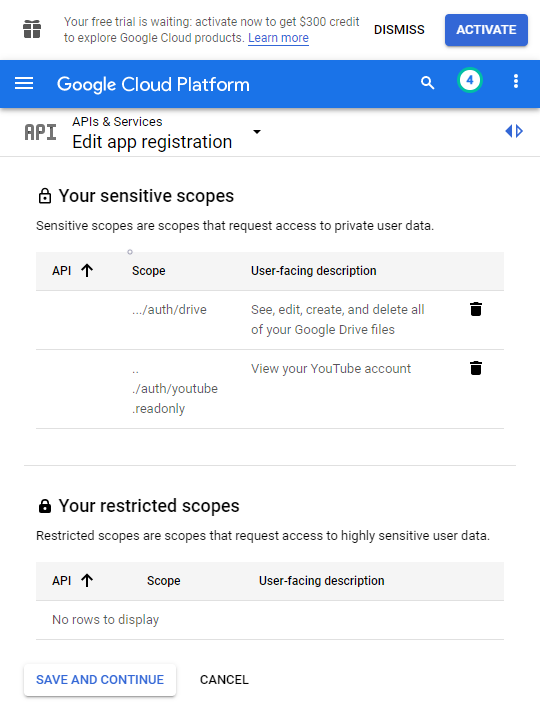 Your free trial is waiting: activate now to get $300 credit
to explore Google Cloud products. Learn more
DISMISS
ACTIVATE
Google Cloud Platform
4
API
APIs & Services
Edit app registration
Your sensitive scopes
Sensitive scopes are scopes that request access to private user data.
API Scope User-facing description
.../auth/drive See, edit, create, and delete all
of your Google Drive files
.. View your YouTube account
./auth/youtube
.readonly
Your restricted scopes
Restricted scopes are scopes that request access to highly sensitive user data.
API Scope User-facing description
No rows to display
SAVE AND CONTINUE CANCEL